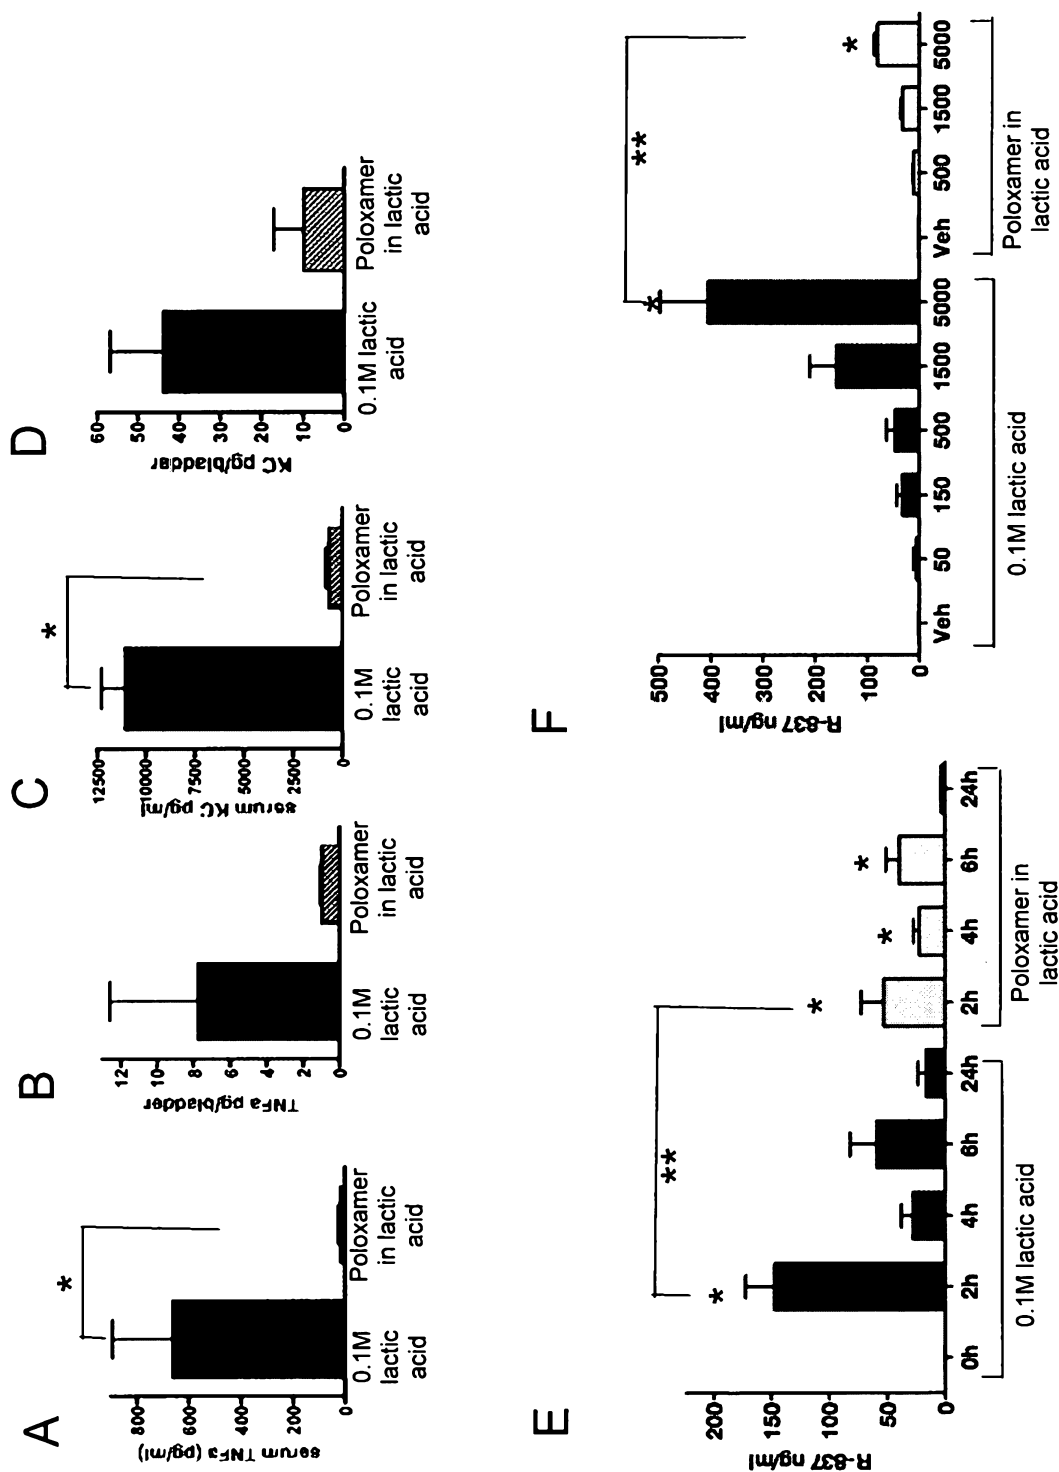 A
serum TNFa (pg/ml)
800
600
400
200
0
*
0.1M
lactic
acid
Poloxamer
in lactic
acid
B
TNFa pg/bladder
12
10
8
6
4
2
0
0.1M
lactic
acid
Poloxamer
in lactic
acid
C
serum KC pg/ml
12500
10000
7500
5000
2500
0
*
0.1M
lactic
acid
Poloxamer
in lactic
acid
D
KC pg/bladder
60
50
40
30
20
10
0
0.1M lactic
acid
Poloxamer
in lactic
acid
E
R-837 ng/ml
200
150
100
50
0
*
**
*
*
*
0h 2h 4h 6h 24h 2h 4h 6h 24h
0.1M lactic acid
Poloxamer in
lactic acid
F
R-837 ng/ml
500
400
300
200
100
0
*
**
*
Veh 50 150 500 1500 5000 Veh 500 1500 5000
0.1M lactic acid
Poloxamer in
lactic acid